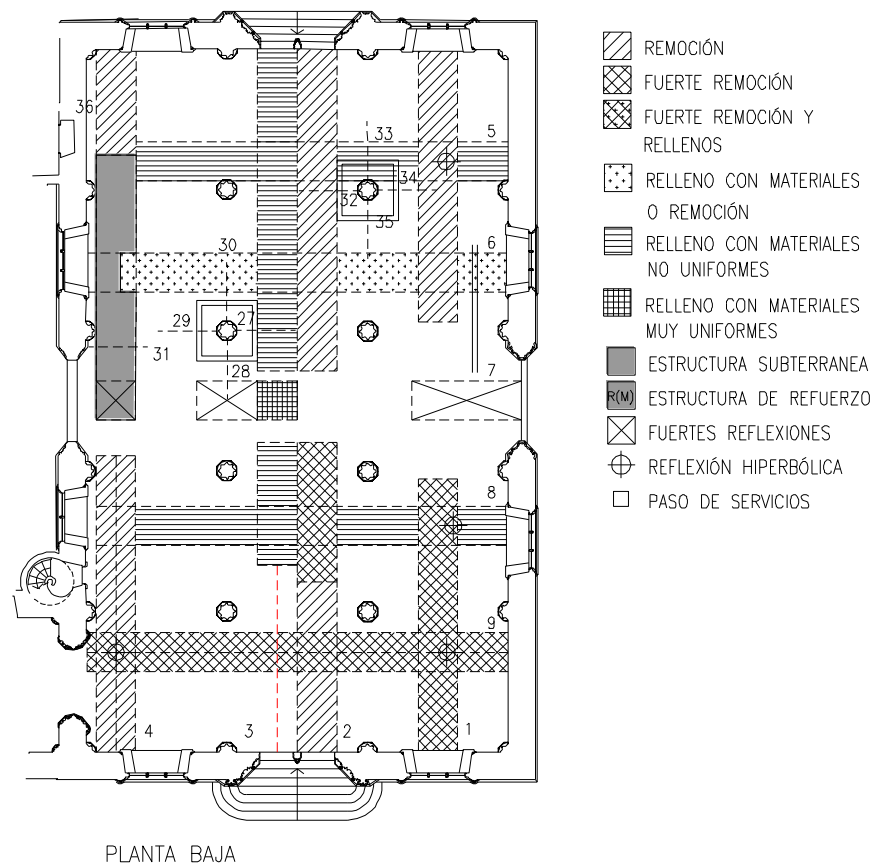 REMOCIÓN
FUERTE REMOCIÓN
FUERTE REMOCIÓN Y
RELLENOS
RELLENO CON MATERIALES
O REMOCIÓN
RELLENO CON MATERIALES
NO UNIFORMES
RELLENO CON MATERIALES
MUY UNIFORMES
ESTRUCTURA SUBTERRANEA
R(M) ESTRUCTURA DE REFUERZO
FUERTES REFLEXIONES
REFLEXIÓN HIPERBÓLICA
PASO DE SERVICIOS
36
33
5
34
32
35
30
6
29
27
31
28
7
8
9
4
3
2
1
PLANTA BAJA